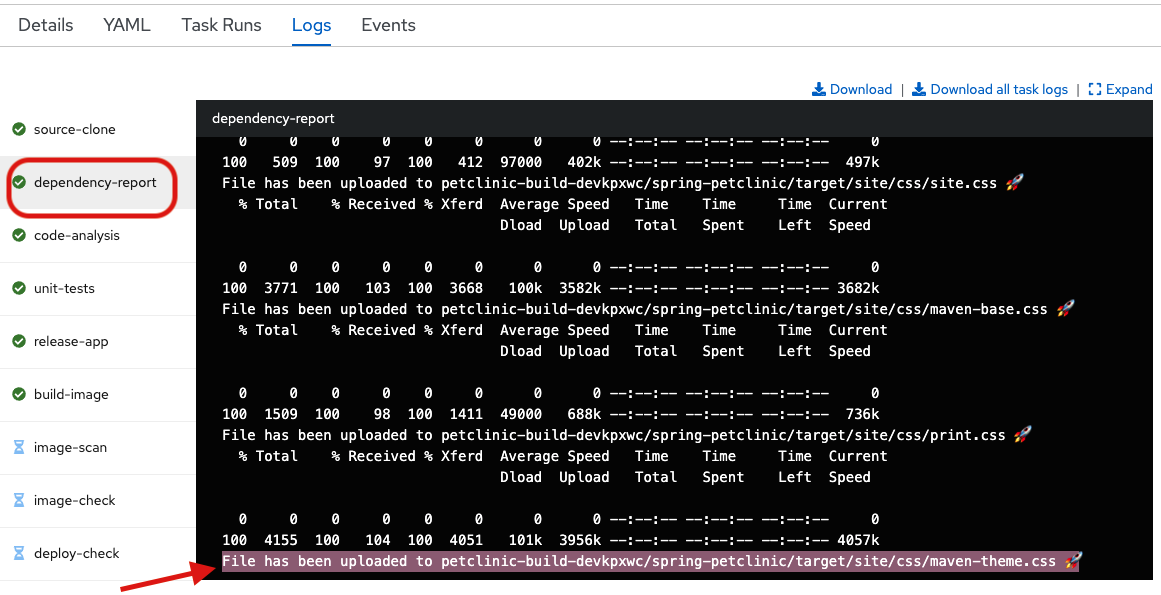 Details YAML Task Runs Logs Events
Download | Download all task logs | Expand
source-clone
dependency-report
code-analysis
unit-tests
release-app
build-image
image-scan
image-check
deploy-check
dependency-report
0 0 0 0 0 0 0 0 --:--:-- --:--:-- --:--:-- 0
100 509 100 97 100 412 97000 402k --:--:-- --:--:-- --:--:-- 497k
File has been uploaded to petclinic-build-devkpxwc/spring-petclinic/target/site/css/site.css 🚀
% Total % Received % Xferd Average Speed Time Time Time Current
Dload Upload Total Spent Left Speed
0 0 0 0 0 0 0 0 --:--:-- --:--:-- --:--:-- 0
100 3771 100 103 100 3668 100k 3582k --:--:-- --:--:-- --:--:-- 3682k
File has been uploaded to petclinic-build-devkpxwc/spring-petclinic/target/site/css/maven-base.css 🚀
% Total % Received % Xferd Average Speed Time Time Time Current
Dload Upload Total Spent Left Speed
0 0 0 0 0 0 0 0 --:--:-- --:--:-- --:--:-- 0
100 1509 100 98 100 1411 49000 688k --:--:-- --:--:-- --:--:-- 736k
File has been uploaded to petclinic-build-devkpxwc/spring-petclinic/target/site/css/print.css 🚀
% Total % Received % Xferd Average Speed Time Time Time Current
Dload Upload Total Spent Left Speed
0 0 0 0 0 0 0 0 --:--:-- --:--:-- --:--:-- 0
100 4155 100 104 100 4051 101k 3956k --:--:-- --:--:-- --:--:-- 4057k
File has been uploaded to petclinic-build-devkpxwc/spring-petclinic/target/site/css/maven-theme.css 🚀